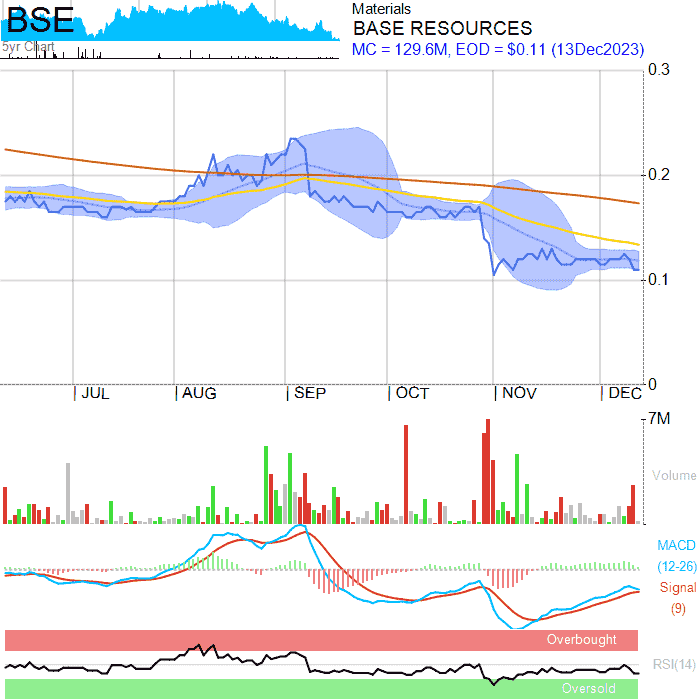 BSE
5yr Chart
Materials
BASE RESOURCES
MC = 129.6M, EOD = $0.11 (13Dec2023)
0.3
0.2
0.1
0
JUL AUG SEP OCT NOV DEC
7M
Volume
MACD
(12-26)
Signal
(9)
Overbought
RSI(14)
Oversold